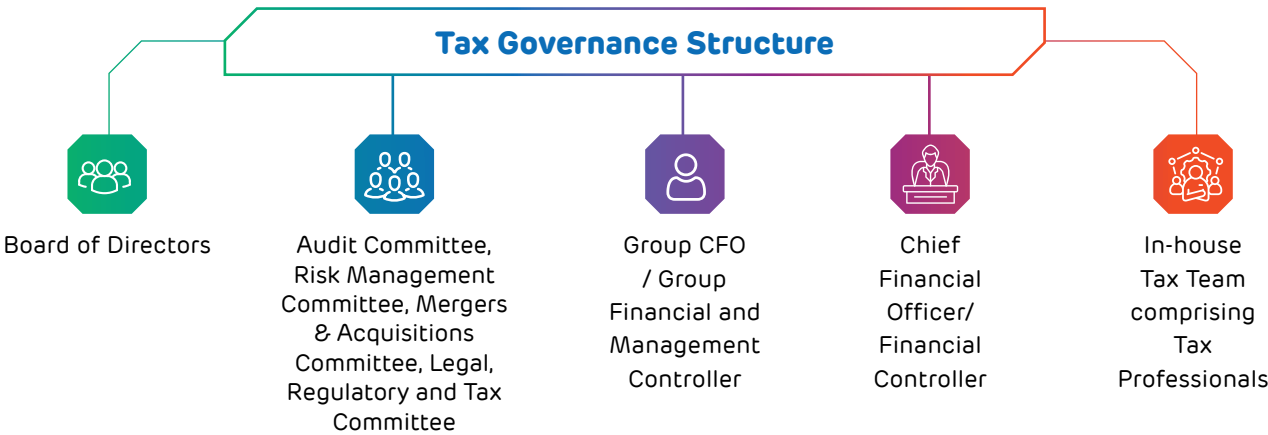 Tax Governance Structure
Board of Directors
Audit Committee,
Risk Management
Committee, Mergers
& Acquisitions
Committee, Legal,
Regulatory and Tax
Committee
Group CFO
/ Group
Financial and
Management
Controller
Chief
Financial
Officer/
Financial
Controller
In-house
Tax Team
comprising
Tax
Professionals